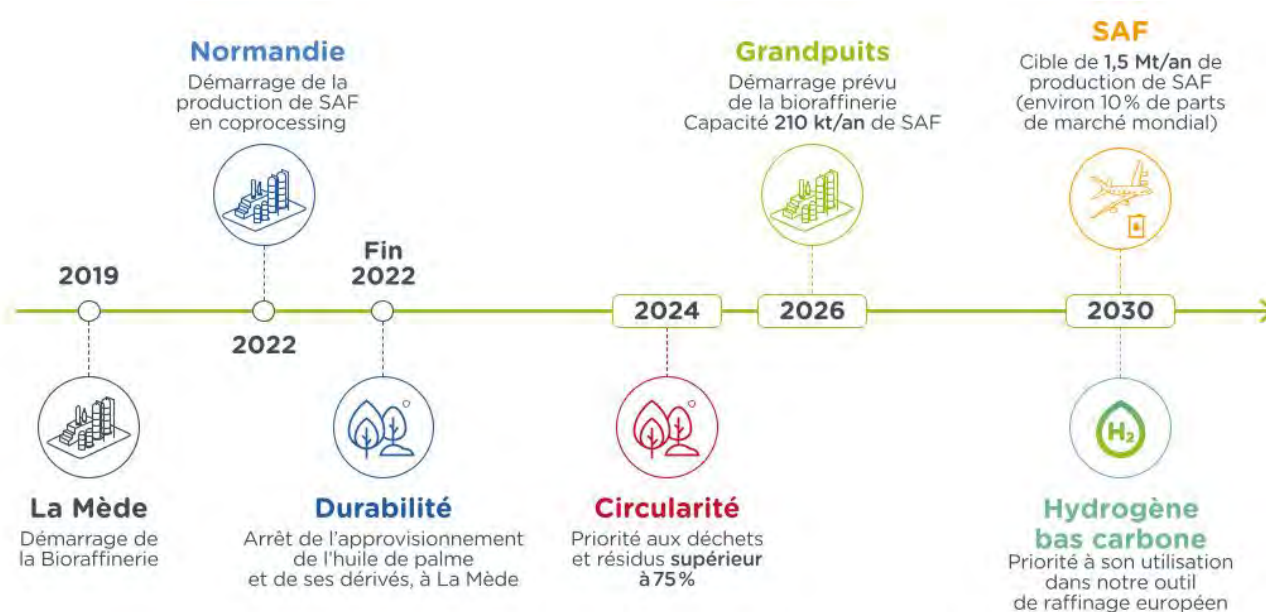 Normandie
Démarrage de la
production de SAF
en coprocessing
Grandpuits
Démarrage prévu
de la bioraffinerie
Capacité 210 kt/an de SAF
SAF
Cible de 1,5 Mt/an de
production de SAF
(environ 10% de parts
de marché mondial)
2019
2022
Fin
2022
2024
2026
2030
H₂
La Mède
Démarrage de
la Bioraffinerie
Durabilité
Arrêt de l'approvisionnement
de l'huile de palme
et de ses dérivés, à La Mède
Circularité
Priorité aux déchets
et résidus supérieur
à 75%
Hydrogène
bas carbone
Priorité à son utilisation
dans notre outil
de raffinage européen